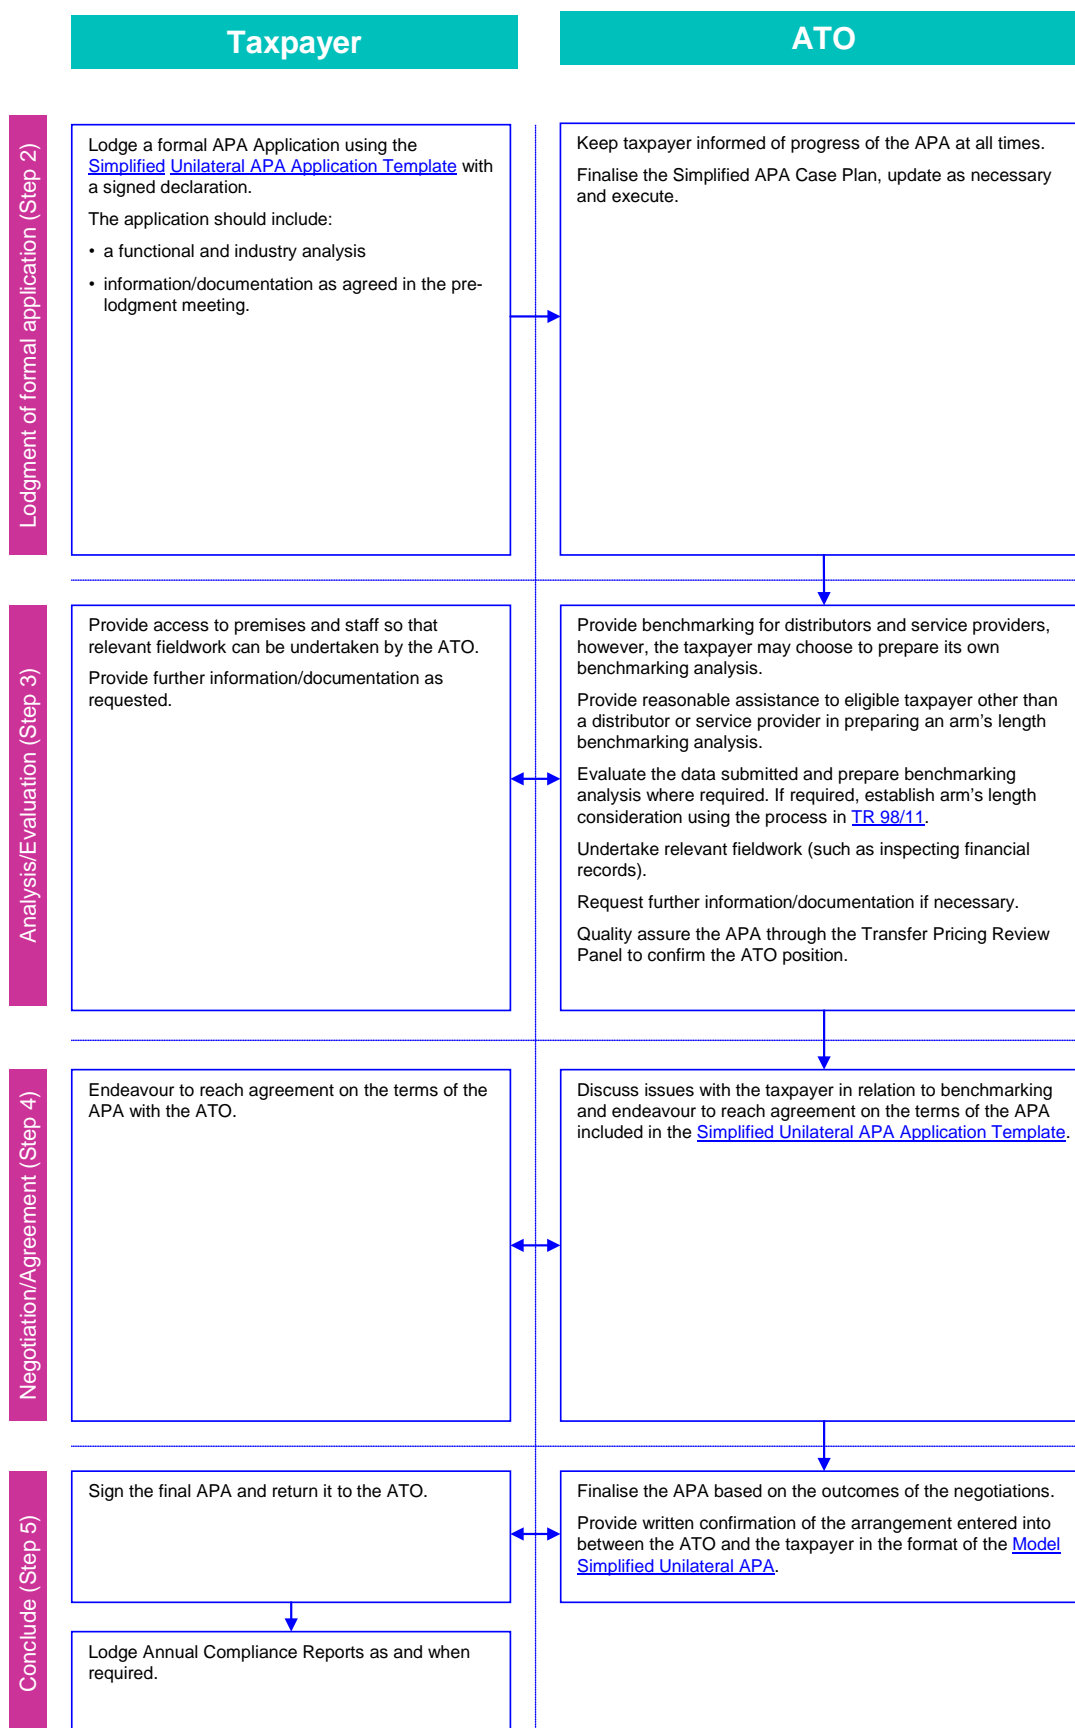 Taxpayer
ATO
Lodgment of formal application (Step 2)
Lodge a formal APA Application using the
Simplified Unilateral APA Application Template with
a signed declaration.
The application should include:
• a functional and industry analysis
• information/documentation as agreed in the pre-
lodgment meeting.
Keep taxpayer informed of progress of the APA at all times.
Finalise the Simplified APA Case Plan, update as necessary
and execute.
Analysis/Evaluation (Step 3)
Provide access to premises and staff so that
relevant fieldwork can be undertaken by the ATO.
Provide further information/documentation as
requested.
Provide benchmarking for distributors and service providers,
however, the taxpayer may choose to prepare its own
benchmarking analysis.
Provide reasonable assistance to eligible taxpayer other than
a distributor or service provider in preparing an arm's length
benchmarking analysis.
Evaluate the data submitted and prepare benchmarking
analysis where required. If required, establish arm's length
consideration using the process in TR 98/11.
Undertake relevant fieldwork (such as inspecting financial
records).
Request further information/documentation if necessary.
Quality assure the APA through the Transfer Pricing Review
Panel to confirm the ATO position.
Negotiation/Agreement (Step 4)
Endeavour to reach agreement on the terms of the
APA with the ATO.
Discuss issues with the taxpayer in relation to benchmarking
and endeavour to reach agreement on the terms of the APA
included in the Simplified Unilateral APA Application Template.
Conclude (Step 5)
Sign the final APA and return it to the ATO.
Finalise the APA based on the outcomes of the negotiations.
Provide written confirmation of the arrangement entered into
between the ATO and the taxpayer in the format of the Model
Simplified Unilateral APA.
Lodge Annual Compliance Reports as and when
required.